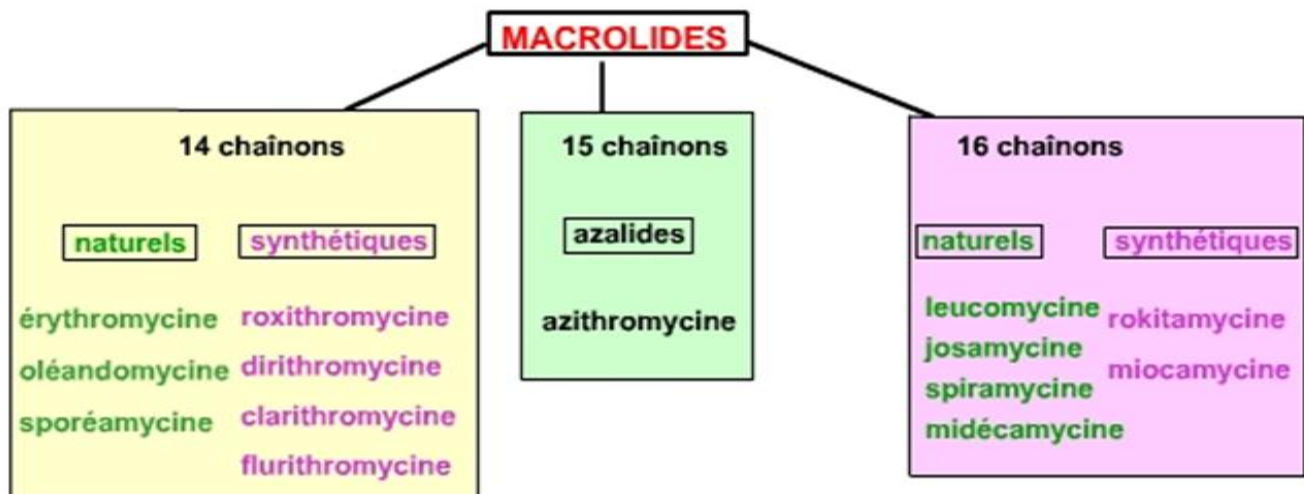 MACROLIDES
14 chaînons
naturels
synthétiques
érythromycine
oléandomycine
sporéamycine
roxithromycine
dirithromycine
clarithromycine
flurithromycine
15 chaînons
azalides
azithromycine
16 chaînons
naturels
synthétiques
leucomycine
josamycine
spiramycine
midécamycine
rokitamycine
miocamycine